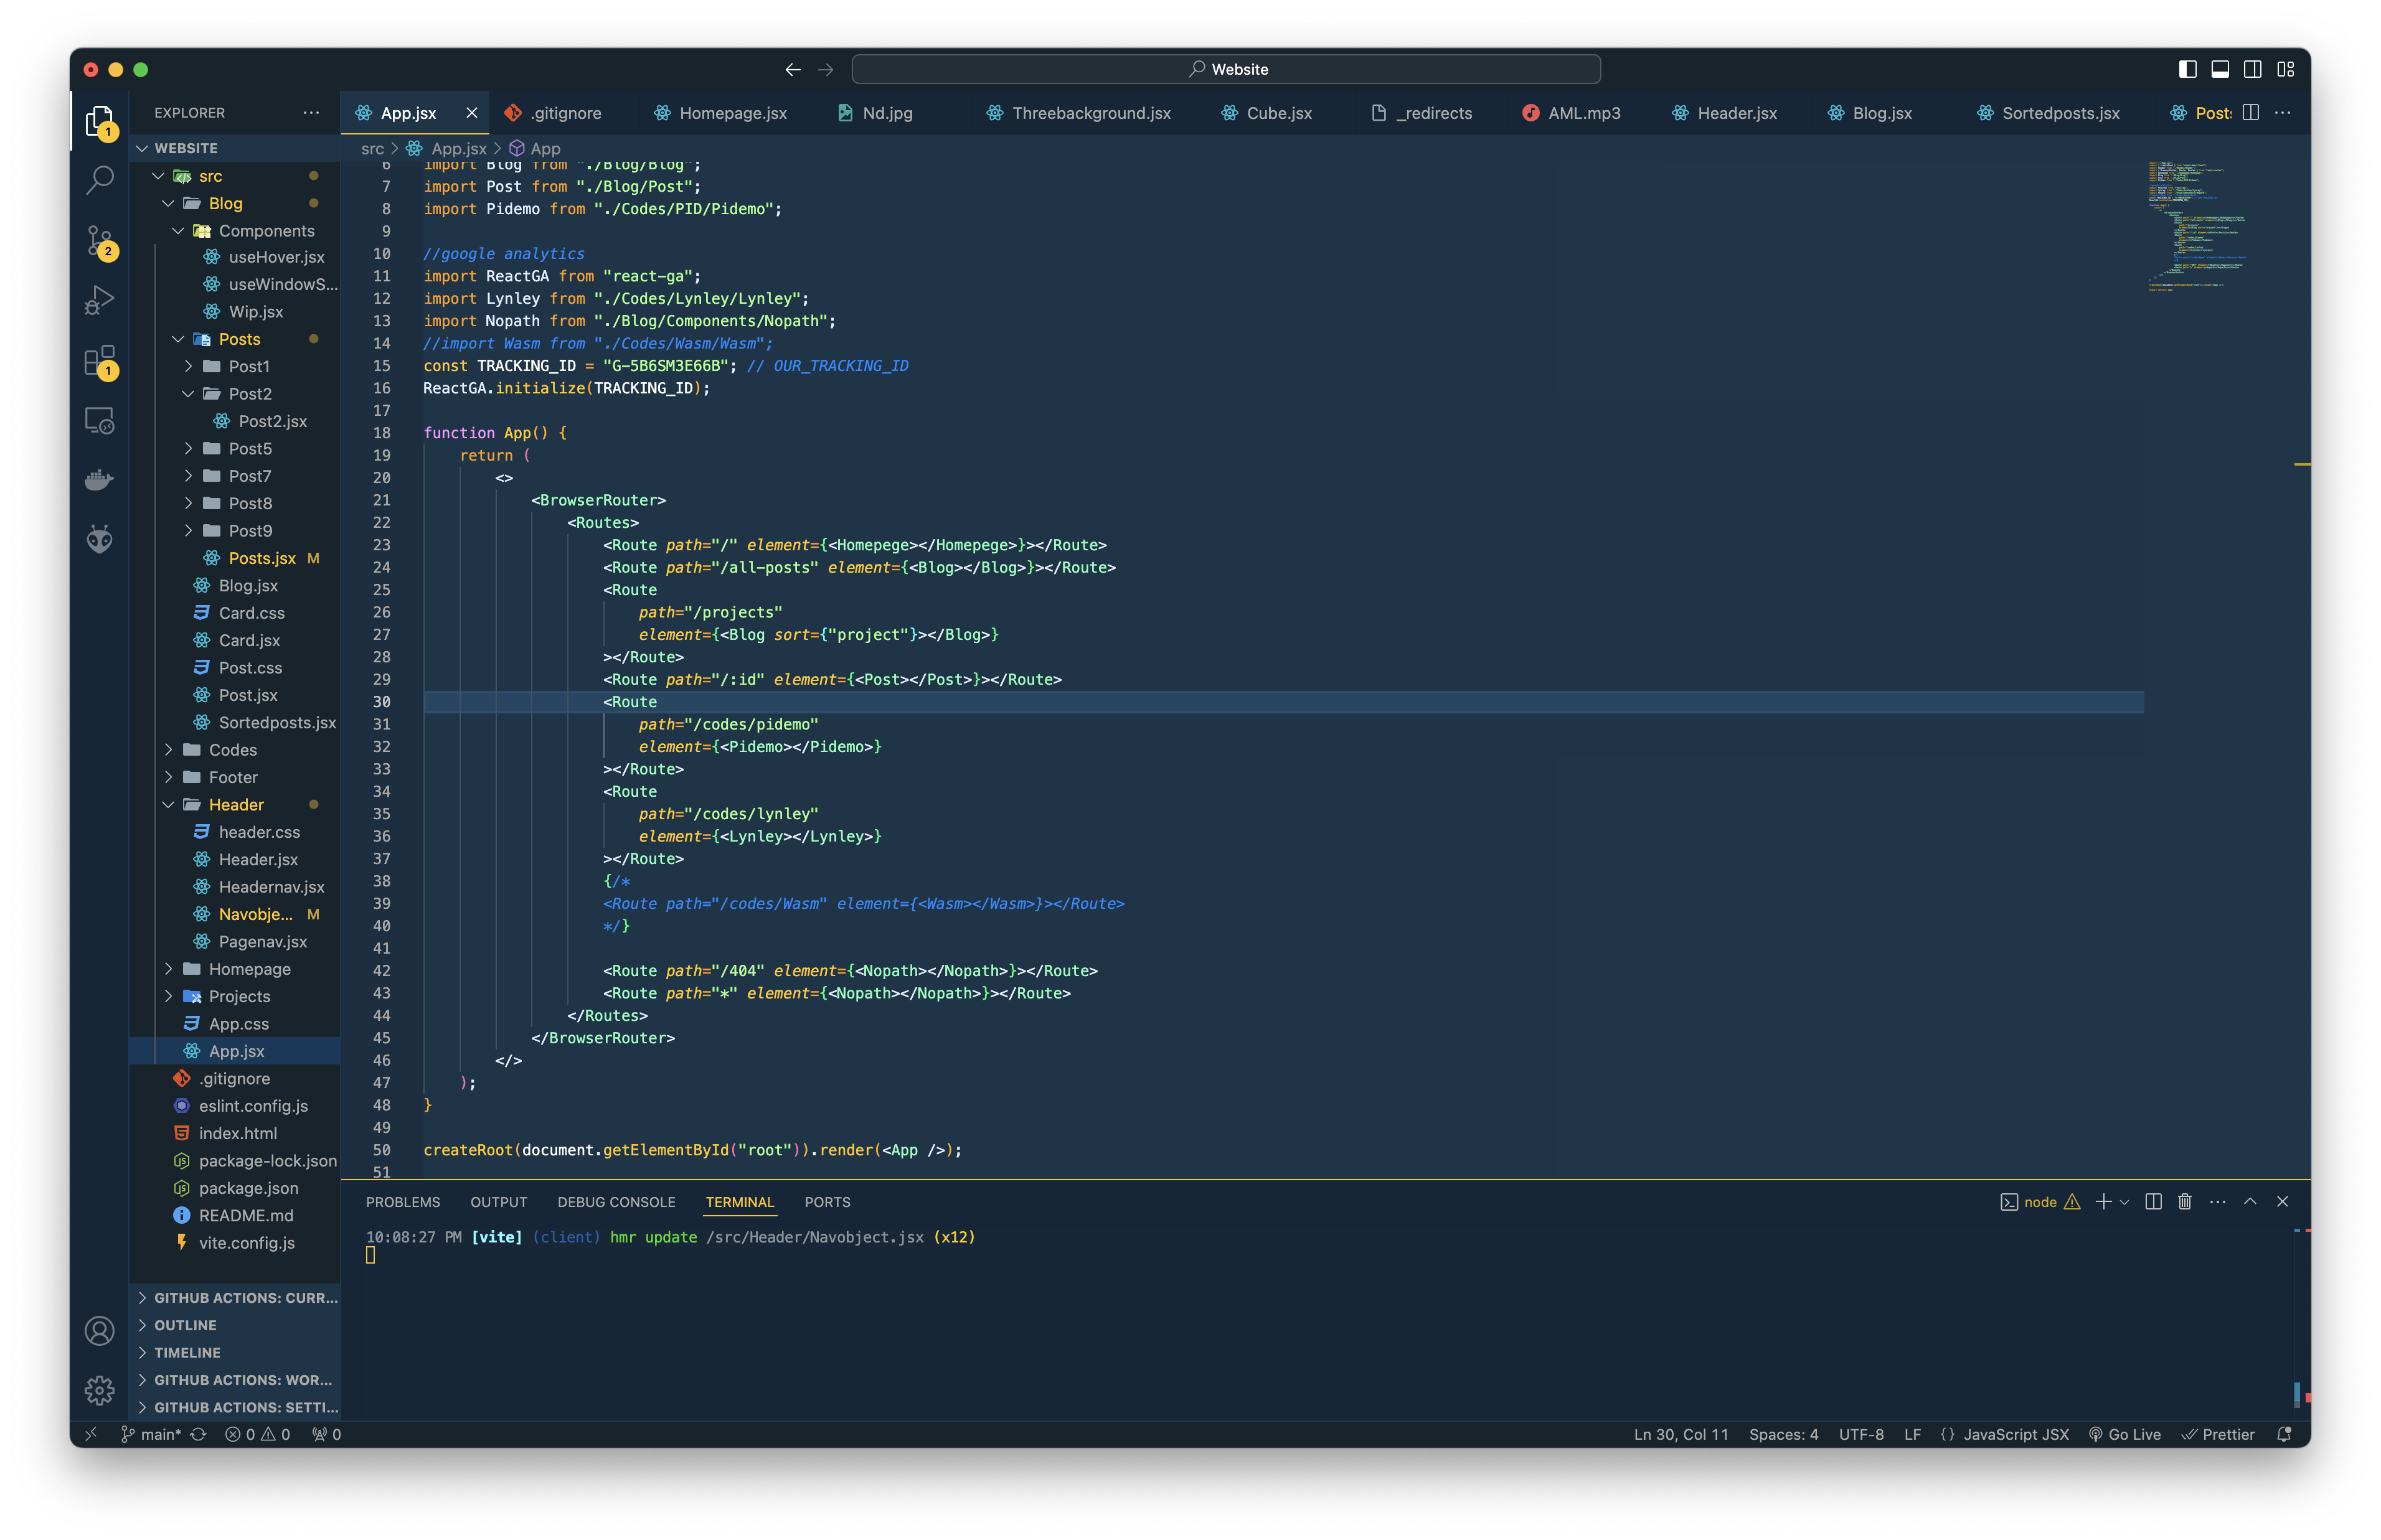 Website
EXPLORER
App.jsx
.gitignore
Homepage.jsx
Nd.jpg
Threebackground.jsx
Cube.jsx
_redirects
AML.mp3
Header.jsx
Blog.jsx
Sortedposts.jsx
Posts
1
2
1
WEBSITE
src
Blog
Components
useHover.jsx
useWindowS...
Wip.jsx
Posts
Post1
Post2
Post2.jsx
Post5
Post7
Post8
Post9
Posts.jsx M
Blog.jsx
Card.css
Card.jsx
Post.css
Post.jsx
Sortedposts.jsx
Codes
Footer
Header
header.css
Header.jsx
Headernav.jsx
Navobje... M
Pagenav.jsx
Homepage
Projects
App.css
App.jsx
.gitignore
eslint.config.js
index.html
package-lock.json
package.json
README.md
vite.config.js
GITHUB ACTIONS: CURR...
OUTLINE
TIMELINE
GITHUB ACTIONS: WOR...
GITHUB ACTIONS: SETTI...
src > App.jsx > App
6 import Blog from "./Blog/Blog";
7 import Post from "./Blog/Post";
8 import Pidemo from "./Codes/PID/Pidemo";
9
10 //google analytics
11 import ReactGA from "react-ga";
12 import Lynley from "./Codes/Lynley/Lynley";
13 import Nopath from "./Blog/Components/Nopath";
14 //import Wasm from "./Codes/Wasm/Wasm";
15 const TRACKING_ID = "G-5B6SM3E66B"; // OUR_TRACKING_ID
16 ReactGA.initialize(TRACKING_ID);
17
18 function App() {
19 return (
20 <>
21 <BrowserRouter>
22 <Routes>
23 <Route path="/" element={<Homepege></Homepege>}></Route>
24 <Route path="/all-posts" element={<Blog></Blog>}></Route>
25 <Route
26 path="/projects"
27 element={<Blog sort={"project"}></Blog>}
28 ></Route>
29 <Route path="/:id" element={<Post></Post>}></Route>
30 <Route
31 path="/codes/pidemo"
32 element={<Pidemo></Pidemo>}
33 ></Route>
34 <Route
35 path="/codes/lynley"
36 element={<Lynley></Lynley>}
37 ></Route>
38 {/*
39 <Route path="/codes/Wasm" element={<Wasm></Wasm>}></Route>
40 */}
41
42 <Route path="/404" element={<Nopath></Nopath>}></Route>
43 <Route path="*" element={<Nopath></Nopath>}></Route>
44 </Routes>
45 </BrowserRouter>
46 </>
47 );
48 }
49
50 createRoot(document.getElementById("root")).render(<App />);
51
PROBLEMS OUTPUT DEBUG CONSOLE TERMINAL PORTS
node
10:08:27 PM [vite] (client) hmr update /src/Header/Navobject.jsx (x12)
main* 0 0 0
Ln 30, Col 11 Spaces: 4 UTF-8 LF {} JavaScript JSX Go Live Prettier